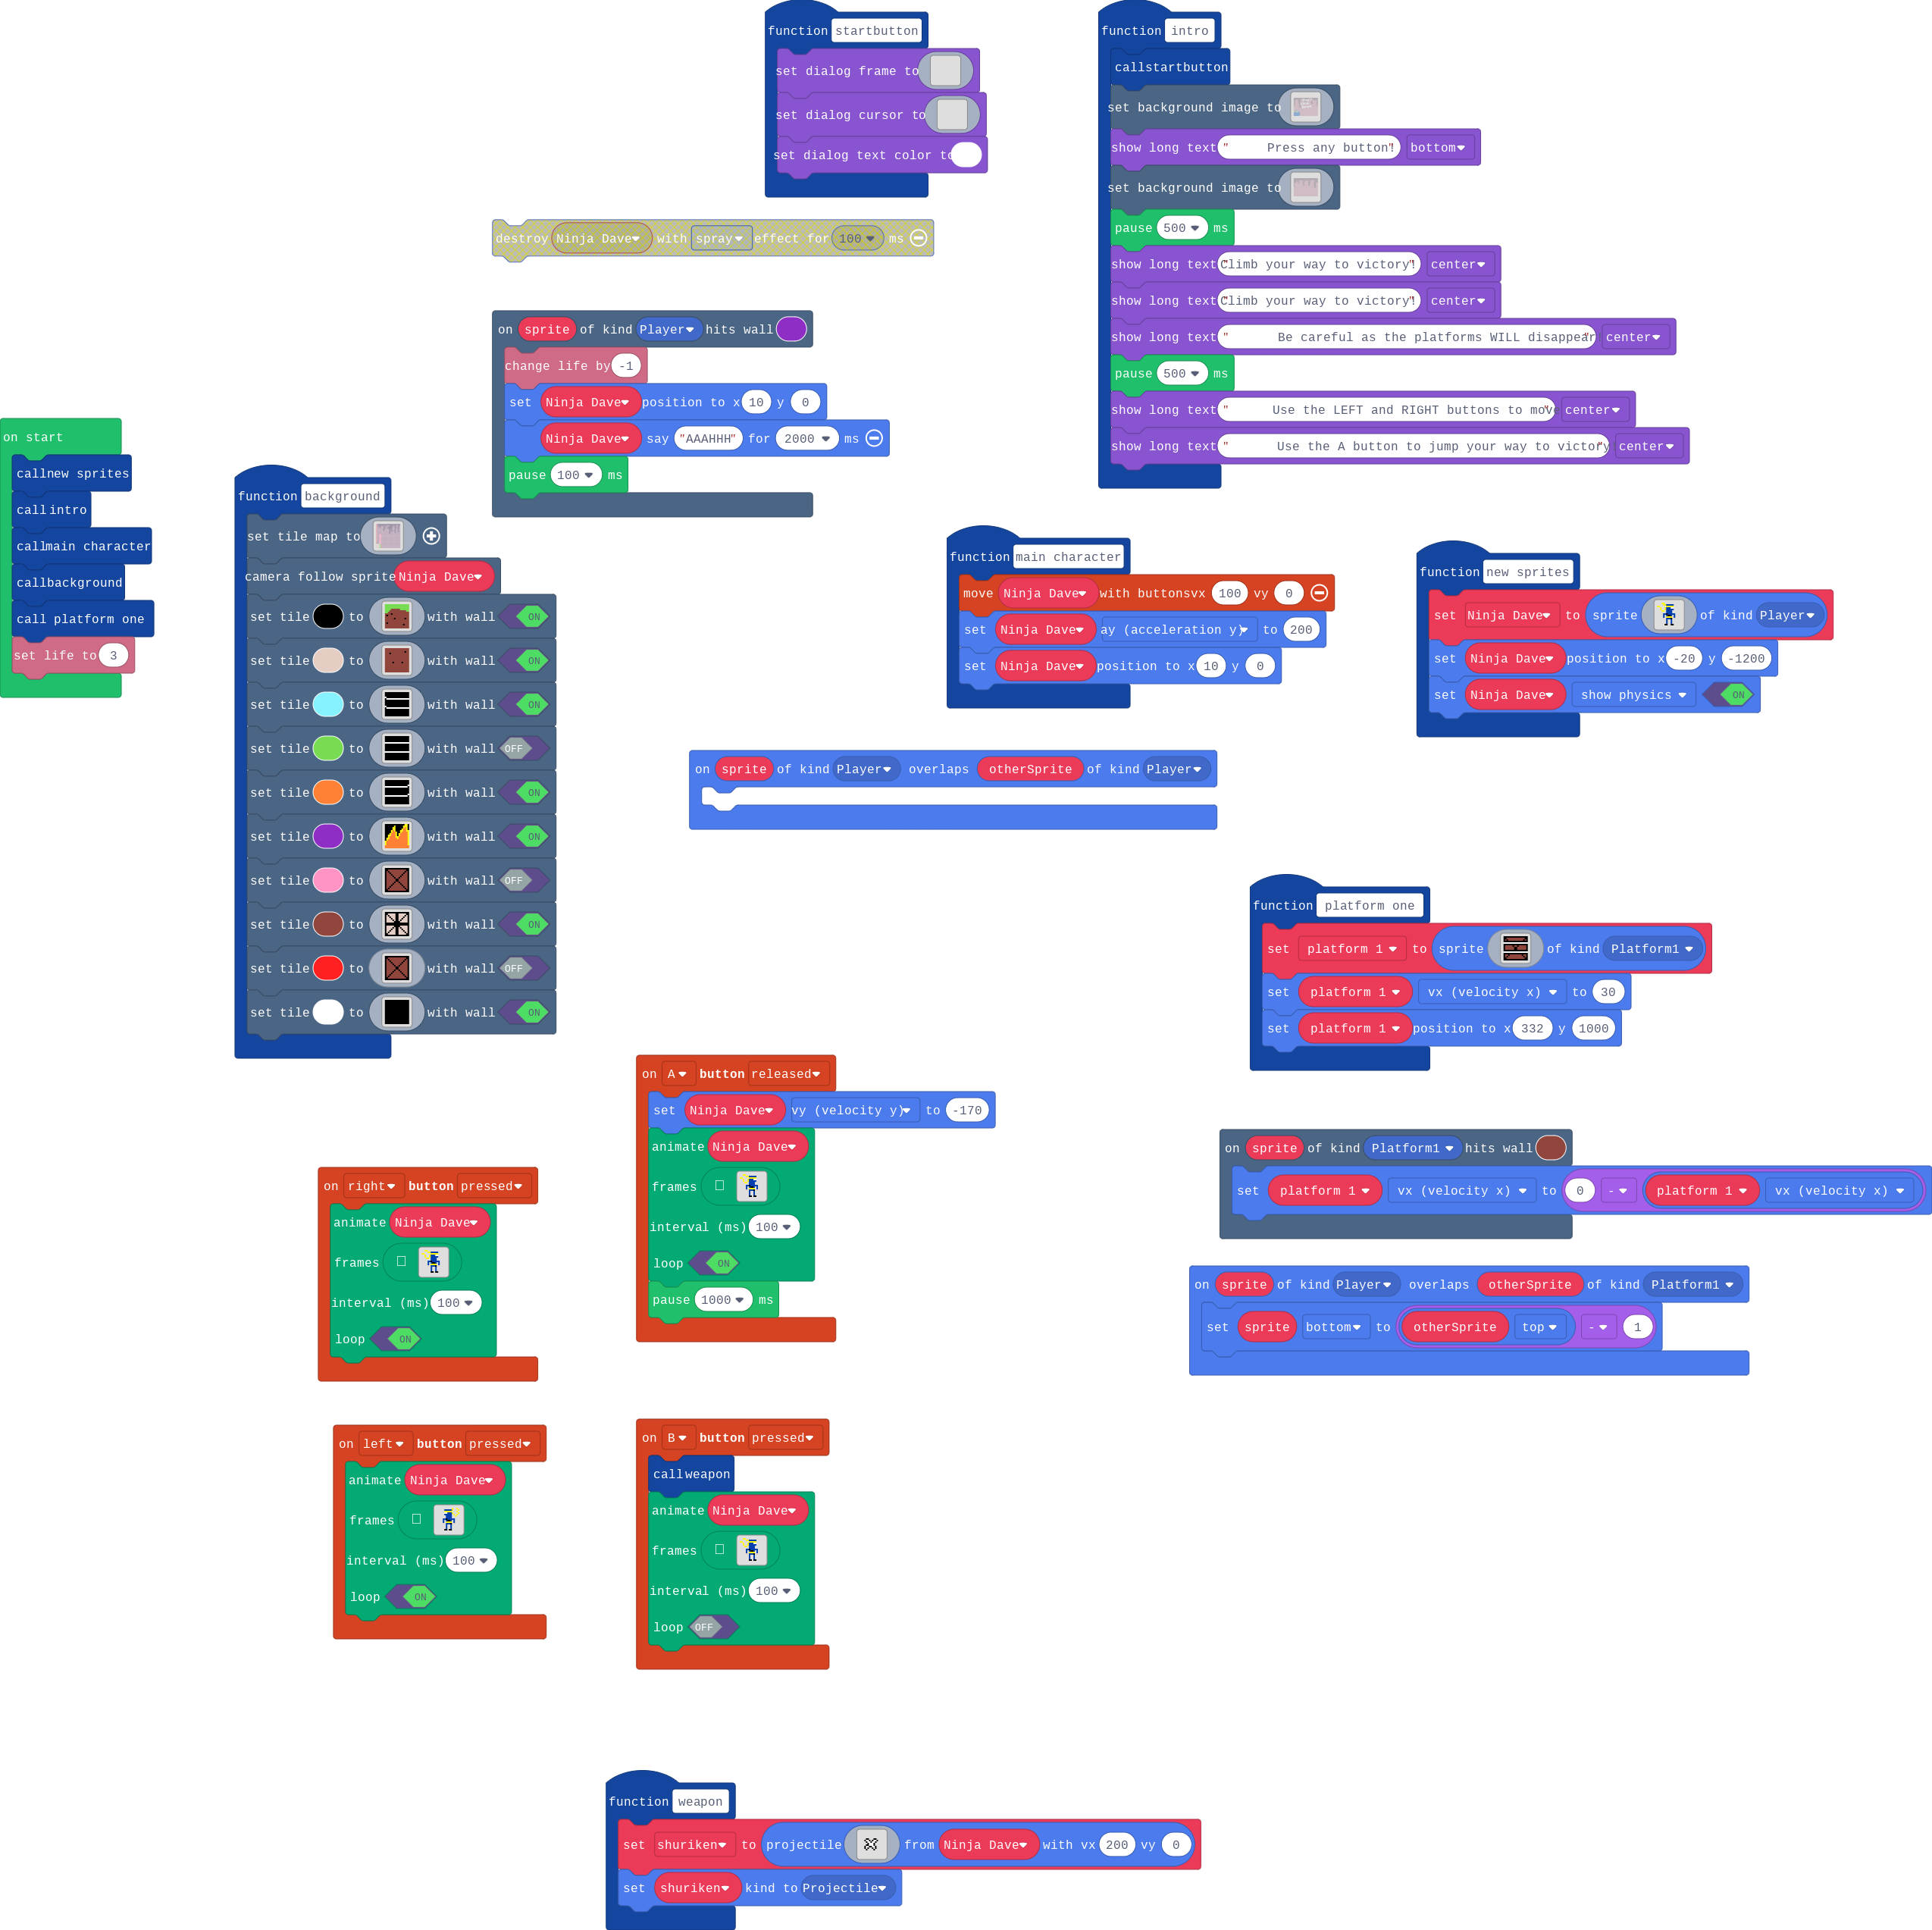 function startbutton
set dialog frame to
set dialog cursor to
set dialog text color to
function intro
call startbutton
set background image to
show long text " Press any button! " bottom
set background image to
pause 500 ms
show long text "Climb your way to victory!" center
show long text "Climb your way to victory!" center
show long text " Be careful as the platforms WILL disappear" center
pause 500 ms
show long text " Use the LEFT and RIGHT buttons to move" center
show long text " Use the A button to jump your way to victory" center
destroy Ninja Dave with spray effect for 100 ms
on sprite of kind Player hits wall
change life by -1
set Ninja Dave position to x 10 y 0
Ninja Dave say "AAAHHH" for 2000 ms
pause 100 ms
on start
call new sprites
call intro
call main character
call background
call platform one
set life to 3
function background
set tile map to
camera follow sprite Ninja Dave
set tile to with wall ON
set tile to with wall ON
set tile to with wall ON
set tile to with wall OFF
set tile to with wall ON
set tile to with wall ON
set tile to with wall OFF
set tile to with wall ON
set tile to with wall OFF
set tile to with wall ON
function main character
move Ninja Dave with buttons vx 100 vy 0
set Ninja Dave ay (acceleration y) to 200
set Ninja Dave position to x 10 y 0
function new sprites
set Ninja Dave to sprite of kind Player
set Ninja Dave position to x -20 y -1200
set Ninja Dave show physics ON
on sprite of kind Player overlaps otherSprite of kind Player
function platform one
set platform 1 to sprite of kind Platform1
set platform 1 vx (velocity x) to 30
set platform 1 position to x 332 y 1000
on A button released
set Ninja Dave vy (velocity y) to -170
animate Ninja Dave
frames
interval (ms) 100
loop ON
pause 1000 ms
on sprite of kind Platform1 hits wall
set platform 1 vx (velocity x) to 0 - platform 1 vx (velocity x)
on right button pressed
animate Ninja Dave
frames
interval (ms) 100
loop ON
on sprite of kind Player overlaps otherSprite of kind Platform1
set sprite bottom to otherSprite top - 1
on left button pressed
animate Ninja Dave
frames
interval (ms) 100
loop ON
on B button pressed
call weapon
animate Ninja Dave
frames
interval (ms) 100
loop OFF
function weapon
set shuriken to projectile from Ninja Dave with vx 200 vy 0
set shuriken kind to Projectile